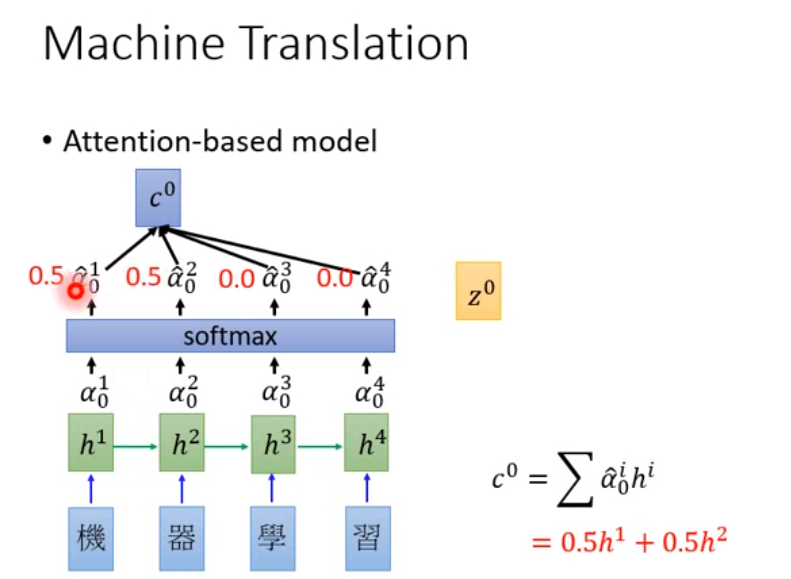 Machine Translation
• Attention-based model
c⁰
0.5 α̂₀¹ 0.5 α̂₀² 0.0 α̂₀³ 0.0 α̂₀⁴
z⁰
softmax
α₀¹ α₀² α₀³ α₀⁴
h¹ h² h³ h⁴
c⁰ = ∑ α̂₀ⁱhⁱ
= 0.5h¹ + 0.5h²
機 器 學 習